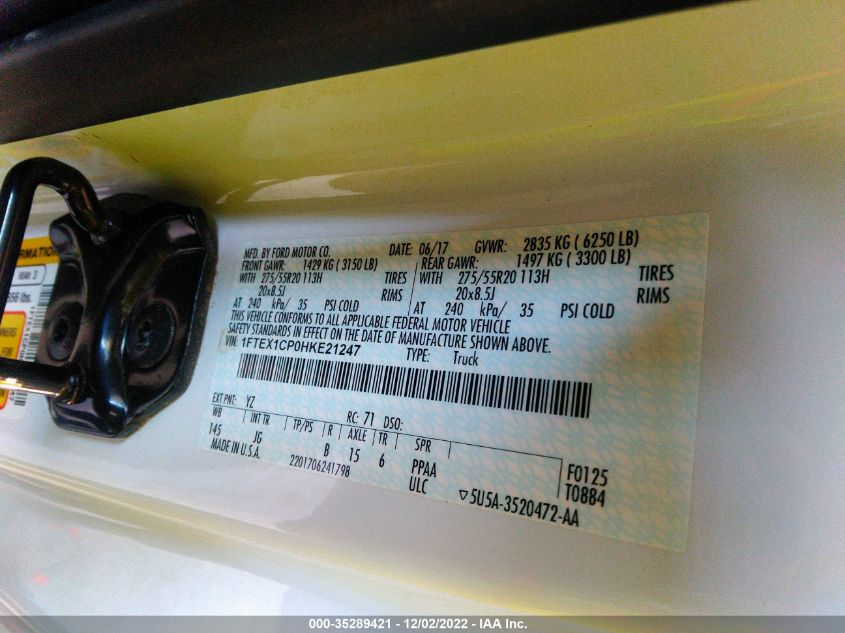 MFD. BY FORD MOTOR CO. DATE: 06/17 GVWR: 2835 KG ( 6250 LB)
FRONT GAWR: 1429 KG ( 3150 LB) REAR GAWR: 1497 KG ( 3300 LB)
WITH 275/55R20 113H TIRES WITH 275/55R20 113H TIRES
20x8.5J RIMS 20x8.5J RIMS
AT 240 kPa/ 35 PSI COLD AT 240 kPa/ 35 PSI COLD
THIS VEHICLE CONFORMS TO ALL APPLICABLE FEDERAL MOTOR VEHICLE
SAFETY STANDARDS IN EFFECT ON THE DATE OF MANUFACTURE SHOWN ABOVE.
VIN: 1FTEX1CP0HKE21247 TYPE: Truck
EXT PNT: YZ RC: 71 DSO:
WB INT TR TP/PS R AXLE TR SPR
145 JG B 15 6 PPAA F0125
MADE IN U.S.A. 2201706241798 ULC T0884
▽5U5A-3520472-AA
REAR: 3
lbs.
FOR
000-35289421 - 12/02/2022 - IAA Inc.